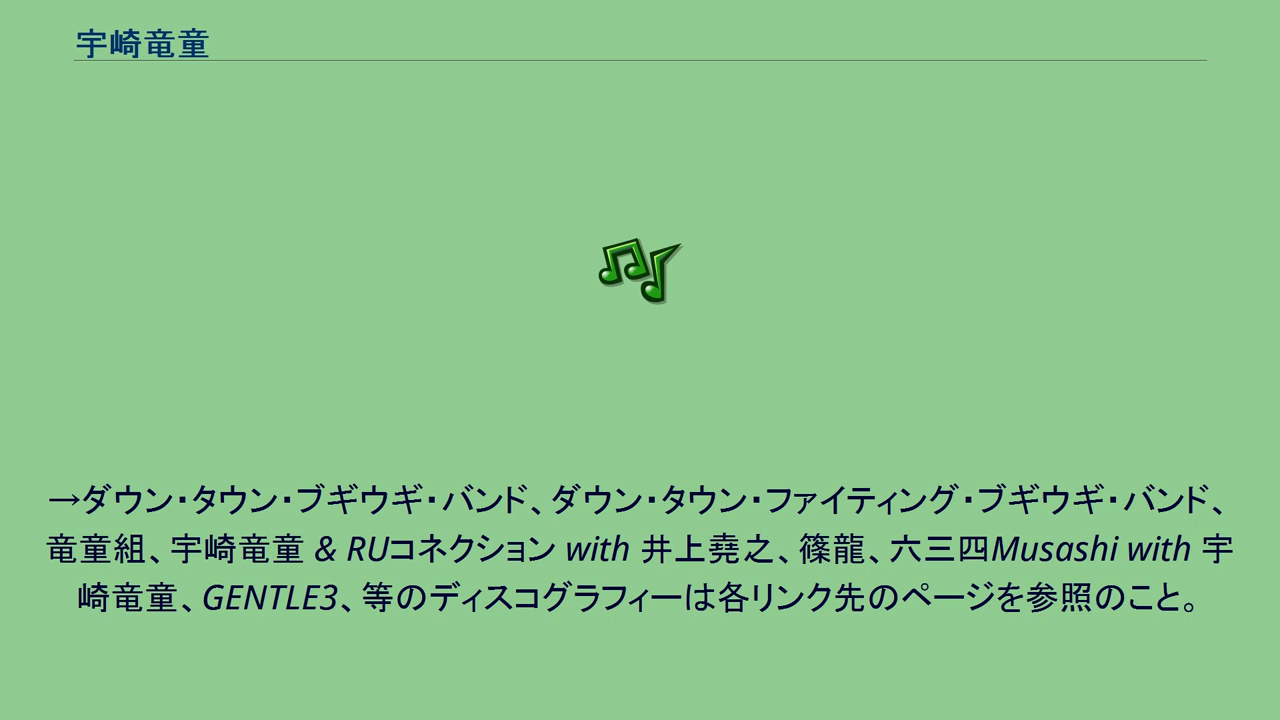 宇崎竜童
→ダウン・タウン・ブギウギ・バンド、ダウン・タウン・ファイティング・ブギウギ・バンド、
竜童組、宇崎竜童 & RUコネクション with 井上堯之、篠龍、六三四Musashi with 宇
崎竜童、GENTLE3、等のディスコグラフィーは各リンク先のページを参照のこと。